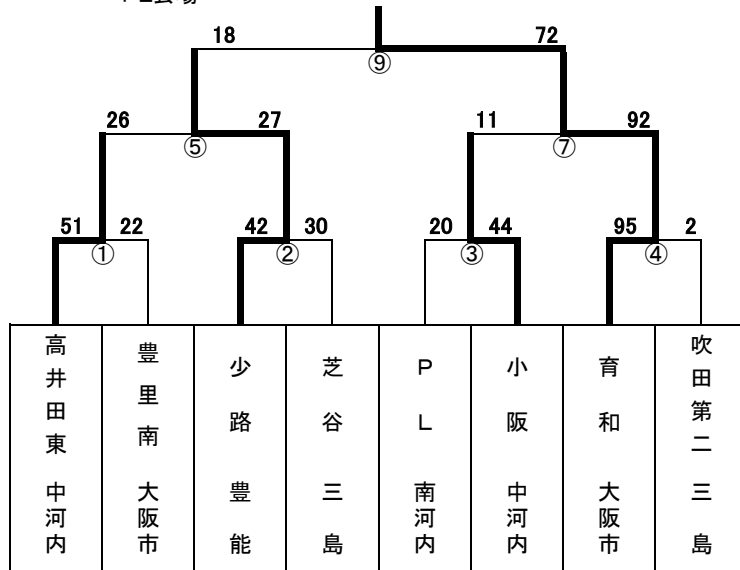 18 72
⑨
26 27 11 92
⑤ ⑦
51 22 42 30 20 44 95 2
① ② ③ ④
高井田東 中河内
豊里南 大阪市
少路 豊能
芝谷 三島
PL 南河内
小阪 中河内
育和 大阪市
吹田第二 三島